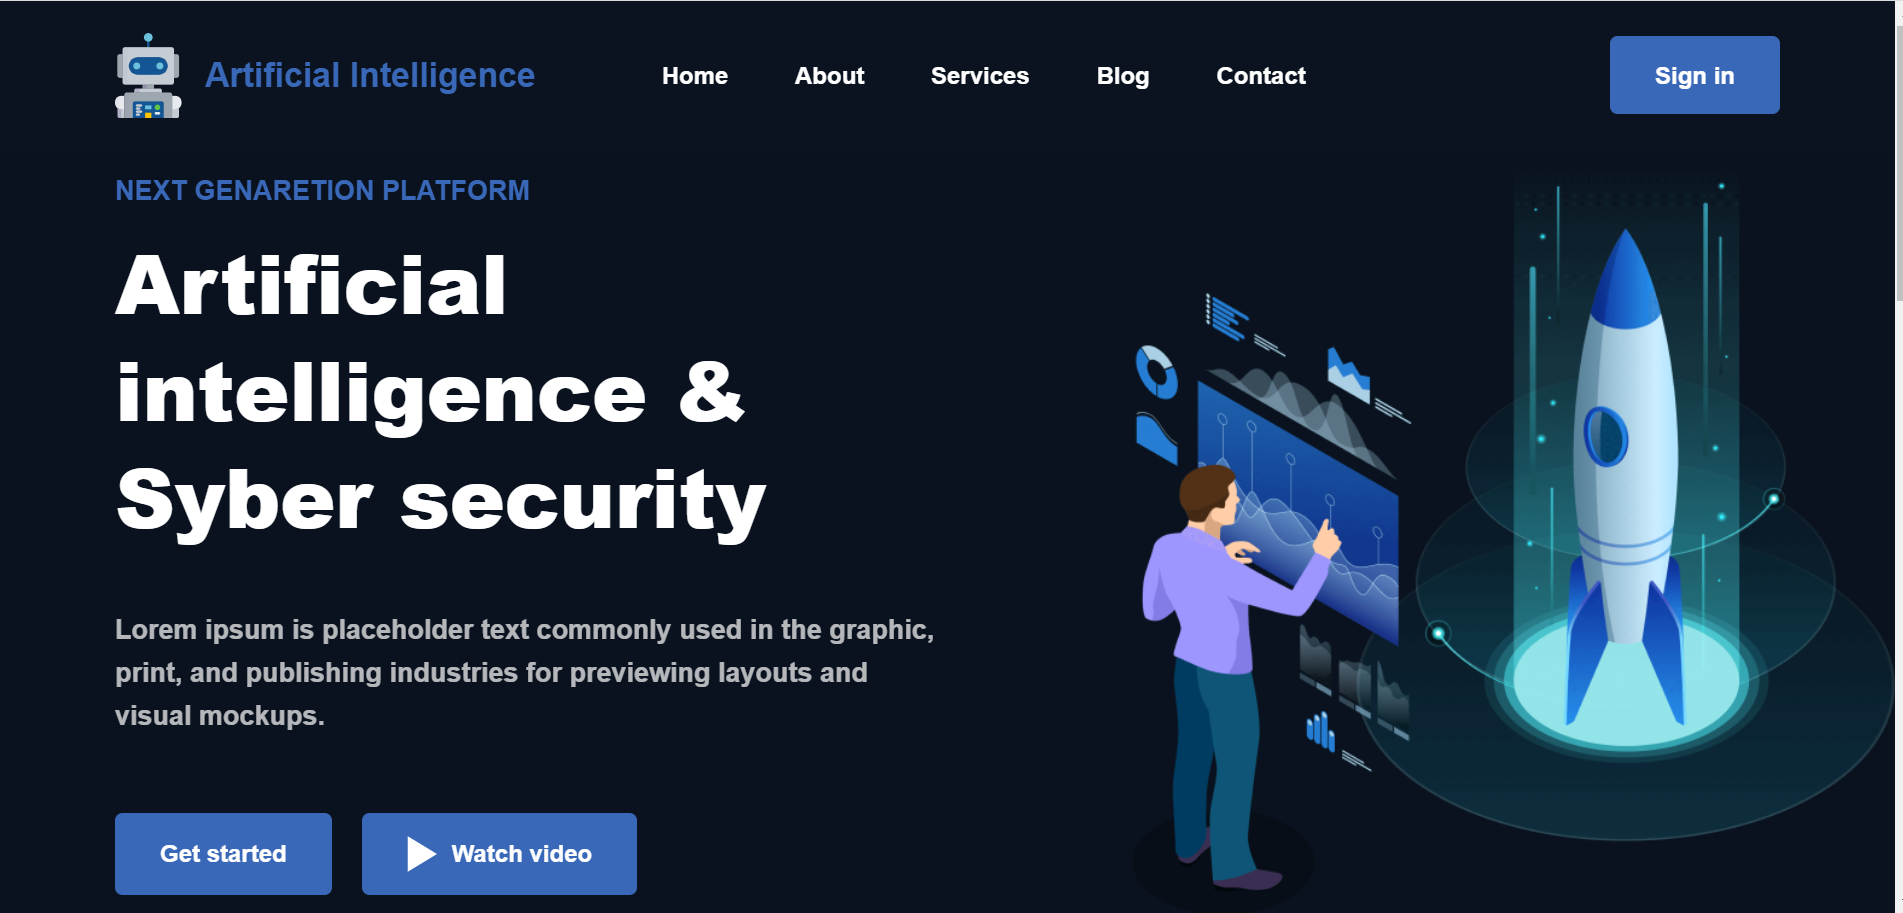 Artificial Intelligence
Home
About
Services
Blog
Contact
Sign in
NEXT GENARETION PLATFORM
Artificial
intelligence &
Syber security
Lorem ipsum is placeholder text commonly used in the graphic,
print, and publishing industries for previewing layouts and
visual mockups.
Get started
Watch video